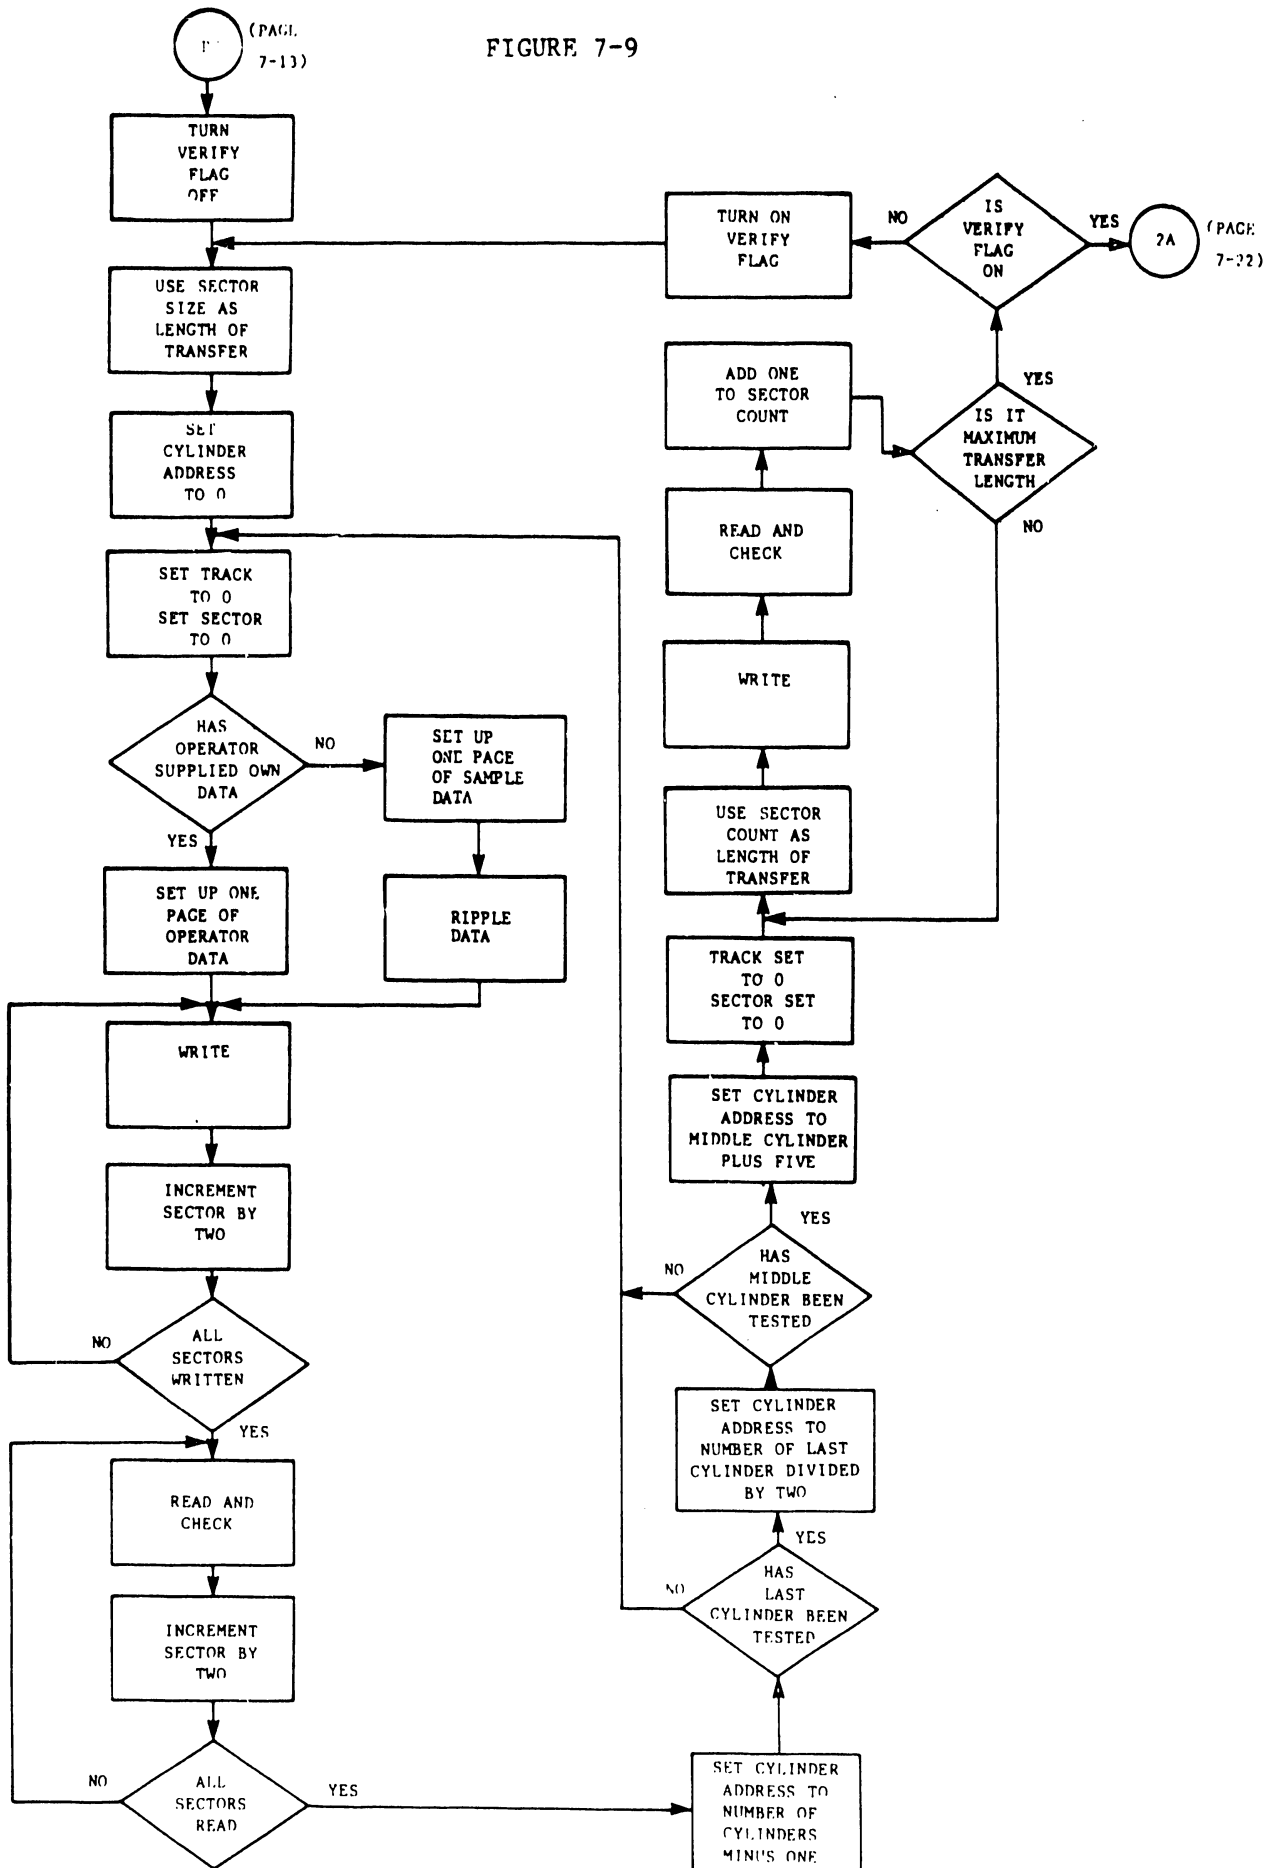 FIGURE 7-9
(PAGE
7-13)
TURN
VERIFY
FLAG
OFF
USE SECTOR
SIZE AS
LENGTH OF
TRANSFER
SET
CYLINDER
ADDRESS
TO 0
SET TRACK
TO 0
SET SECTOR
TO 0
HAS
OPERATOR
SUPPLIED OWN
DATA
NO
SET UP
ONE PAGE
OF SAMPLE
DATA
RIPPLE
DATA
YES
SET UP ONE
PAGE OF
OPERATOR
DATA
WRITE
INCREMENT
SECTOR BY
TWO
ALL
SECTORS
WRITTEN
NO
YES
READ AND
CHECK
INCREMENT
SECTOR BY
TWO
ALL
SECTORS
READ
NO
YES
SET CYLINDER
ADDRESS TO
NUMBER OF
CYLINDERS
MINUS ONE
HAS
LAST
CYLINDER BEEN
TESTED
NO
YES
SET CYLINDER
ADDRESS TO
NUMBER OF LAST
CYLINDER DIVIDED
BY TWO
HAS
MIDDLE
CYLINDER BEEN
TESTED
NO
YES
SET CYLINDER
ADDRESS TO
MIDDLE CYLINDER
PLUS FIVE
TRACK SET
TO 0
SECTOR SET
TO 0
USE SECTOR
COUNT AS
LENGTH OF
TRANSFER
WRITE
READ AND
CHECK
ADD ONE
TO SECTOR
COUNT
IS IT
MAXIMUM
TRANSFER
LENGTH
NO
YES
IS
VERIFY
FLAG
ON
NO
TURN ON
VERIFY
FLAG
YES
2A
(PAGE
7-22)